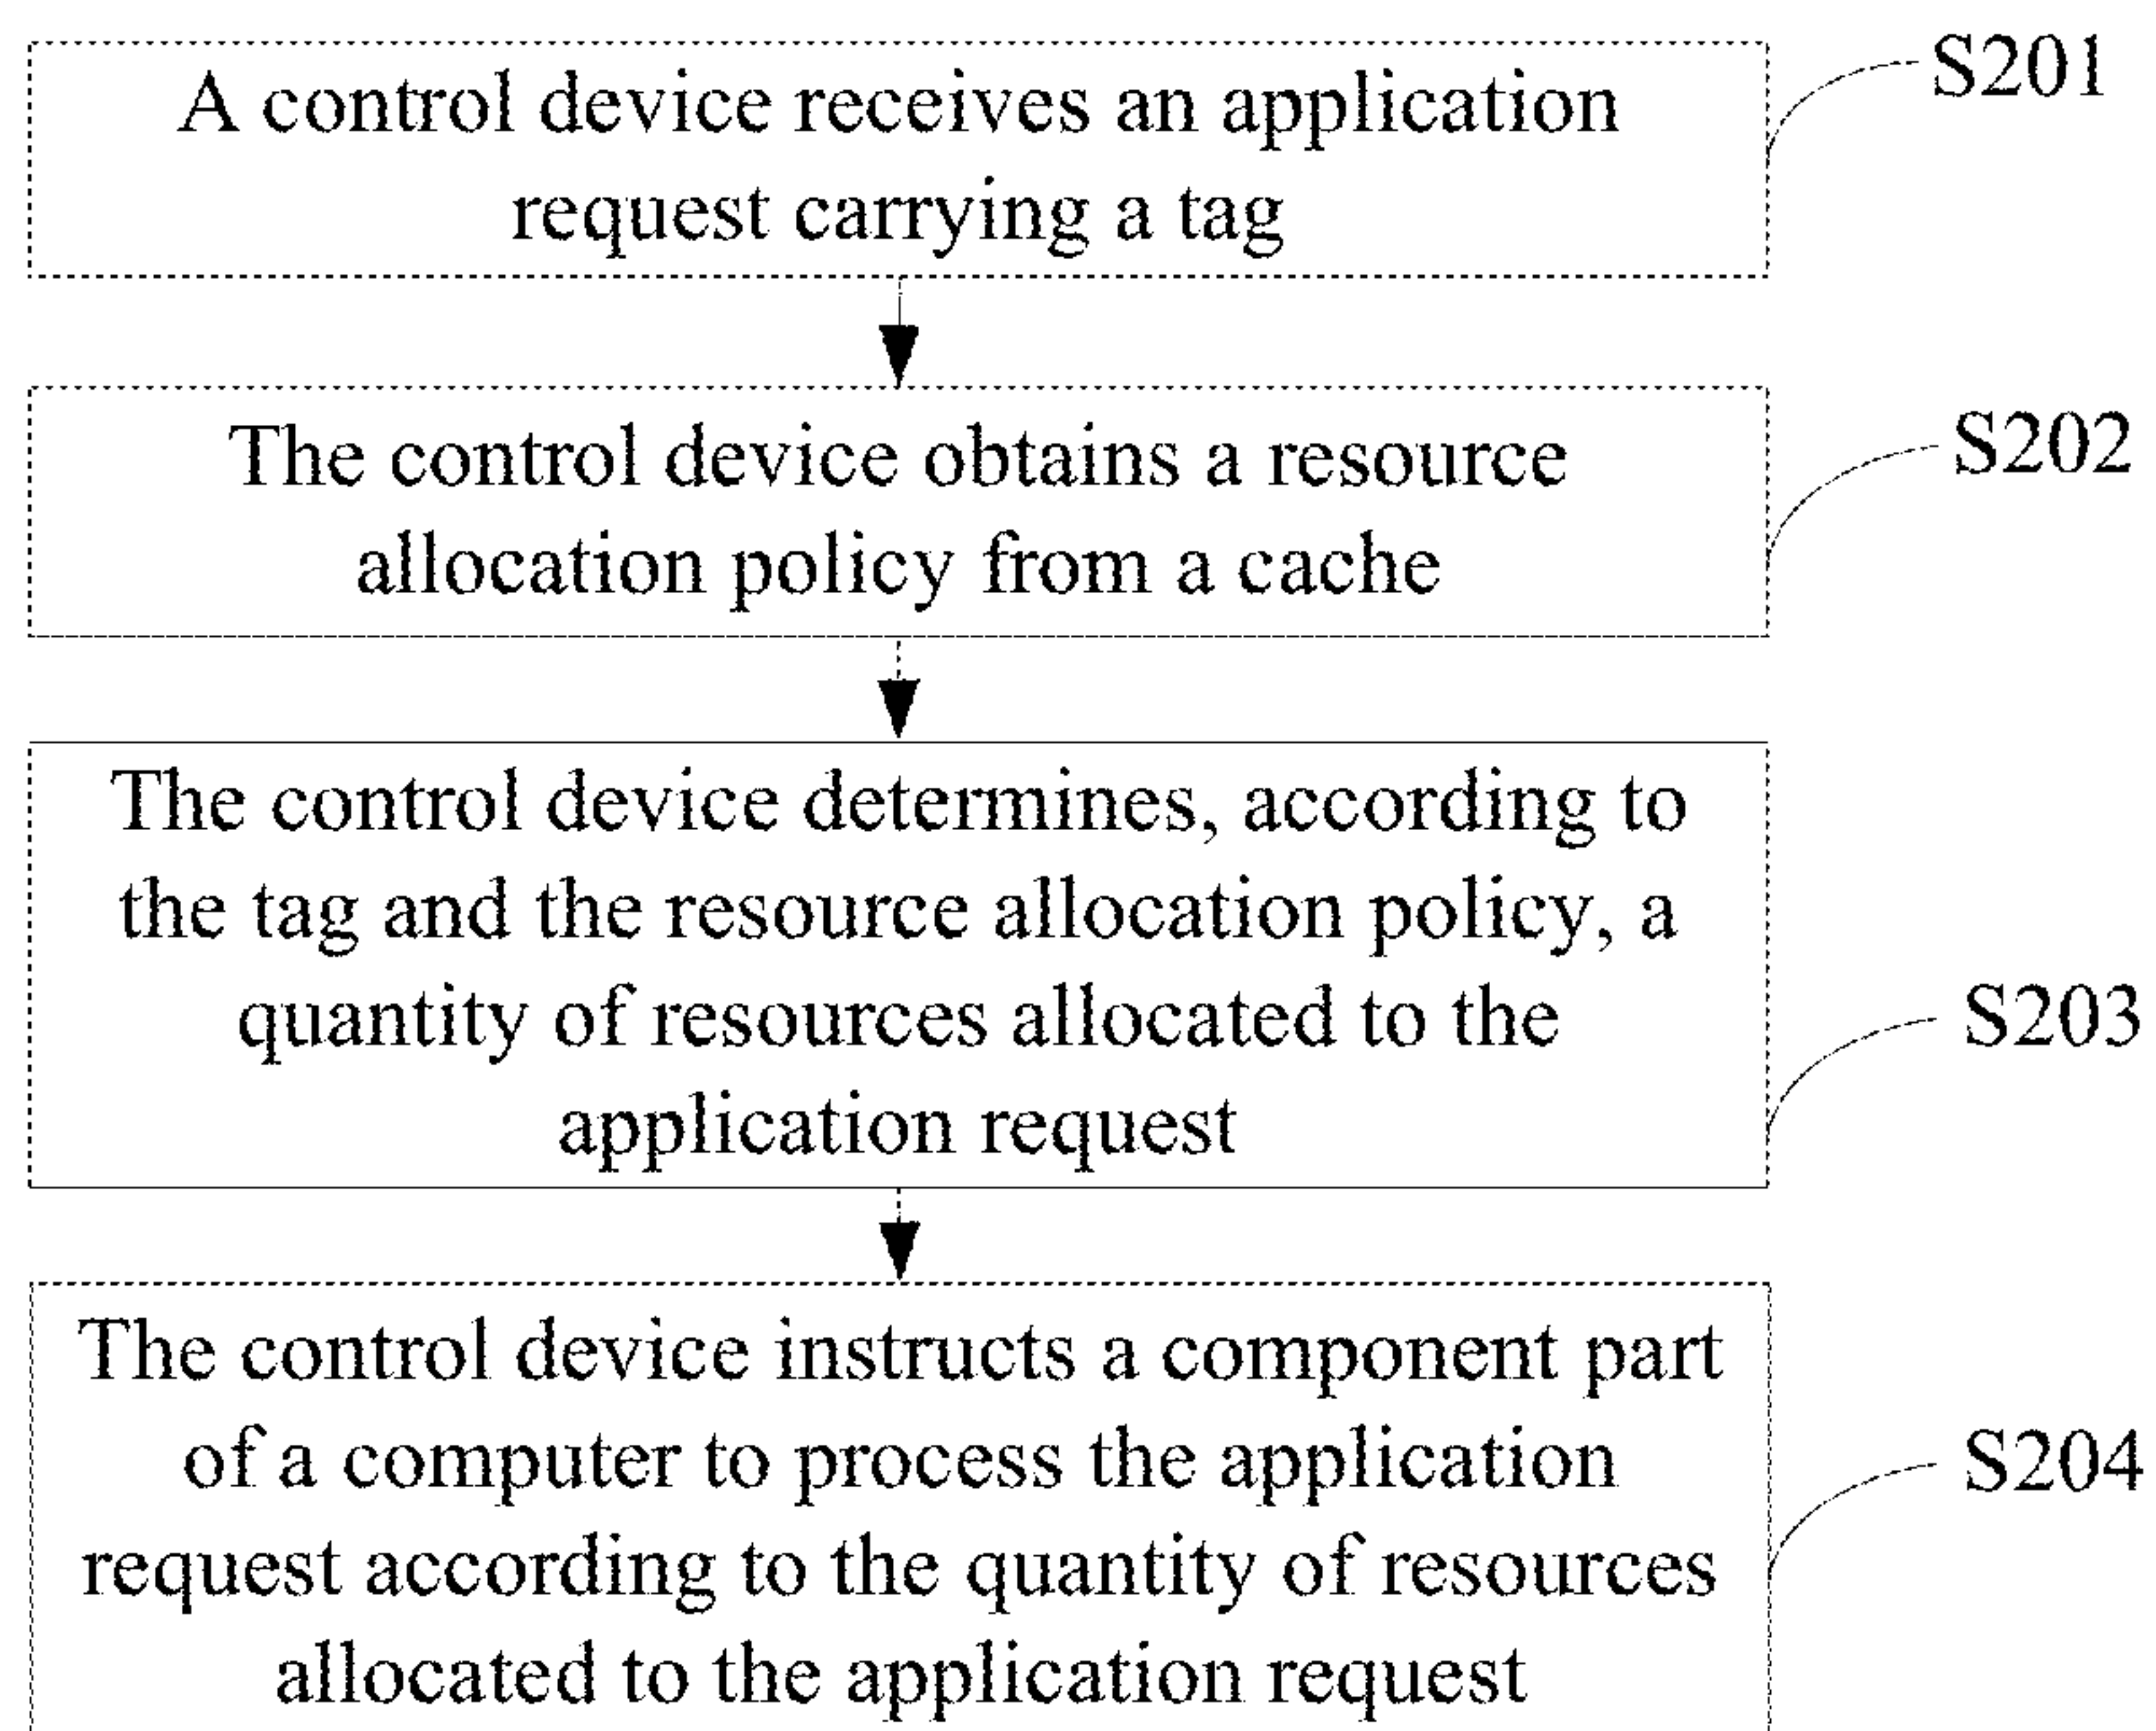 A control device receives an application
request carrying a tag
S201
The control device obtains a resource
allocation policy from a cache
S202
The control device determines, according to
the tag and the resource allocation policy, a
quantity of resources allocated to the
application request
S203
The control device instructs a component part
of a computer to process the application
request according to the quantity of resources
allocated to the application request
S204